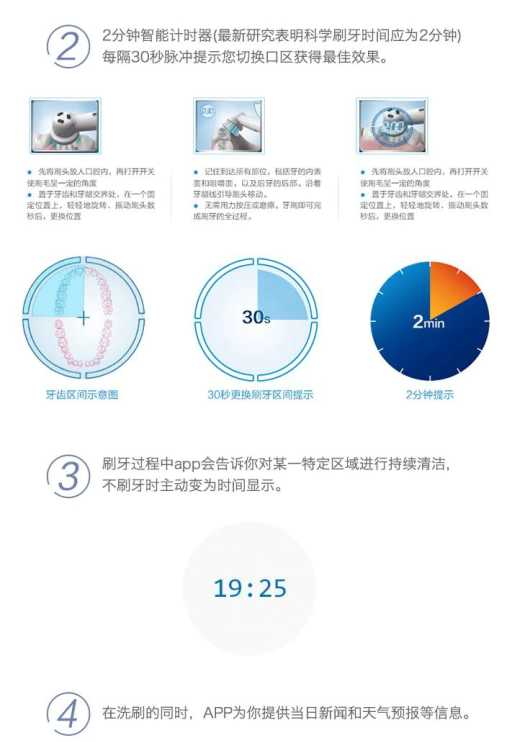 2
2分钟智能计时器(最新研究表明科学刷牙时间应为2分钟)
每隔30秒脉冲提示您切换口区获得最佳效果。
● 先将刷头放人口腔内，再打开开关
使刷毛呈一定的角度
● 置于牙齿和牙龈交界处，在一个固
定位置上，轻轻地旋转、振动刷头数
秒后，更换位置
● 记住到达所有部位，包括牙的内表
面和咀嚼面，以及后牙的后部，沿着
牙龈线引导刷头移动。
● 无需用力按压或磨擦，牙刷即可完
成刷牙的全过程。
● 先将刷头放人口腔内，再打开开关
使刷毛呈一定的角度
● 置于牙齿和牙龈交界处，在一个固
定位置上，轻轻地旋转、振动刷头数
秒后，更换位置
30s
2min
牙齿区间示意图
30秒更换刷牙区间提示
2分钟提示
3
刷牙过程中app会告诉你对某一特定区域进行持续清洁，
不刷牙时主动变为时间显示。
19:25
4
在洗刷的同时，APP为你提供当日新闻和天气预报等信息。